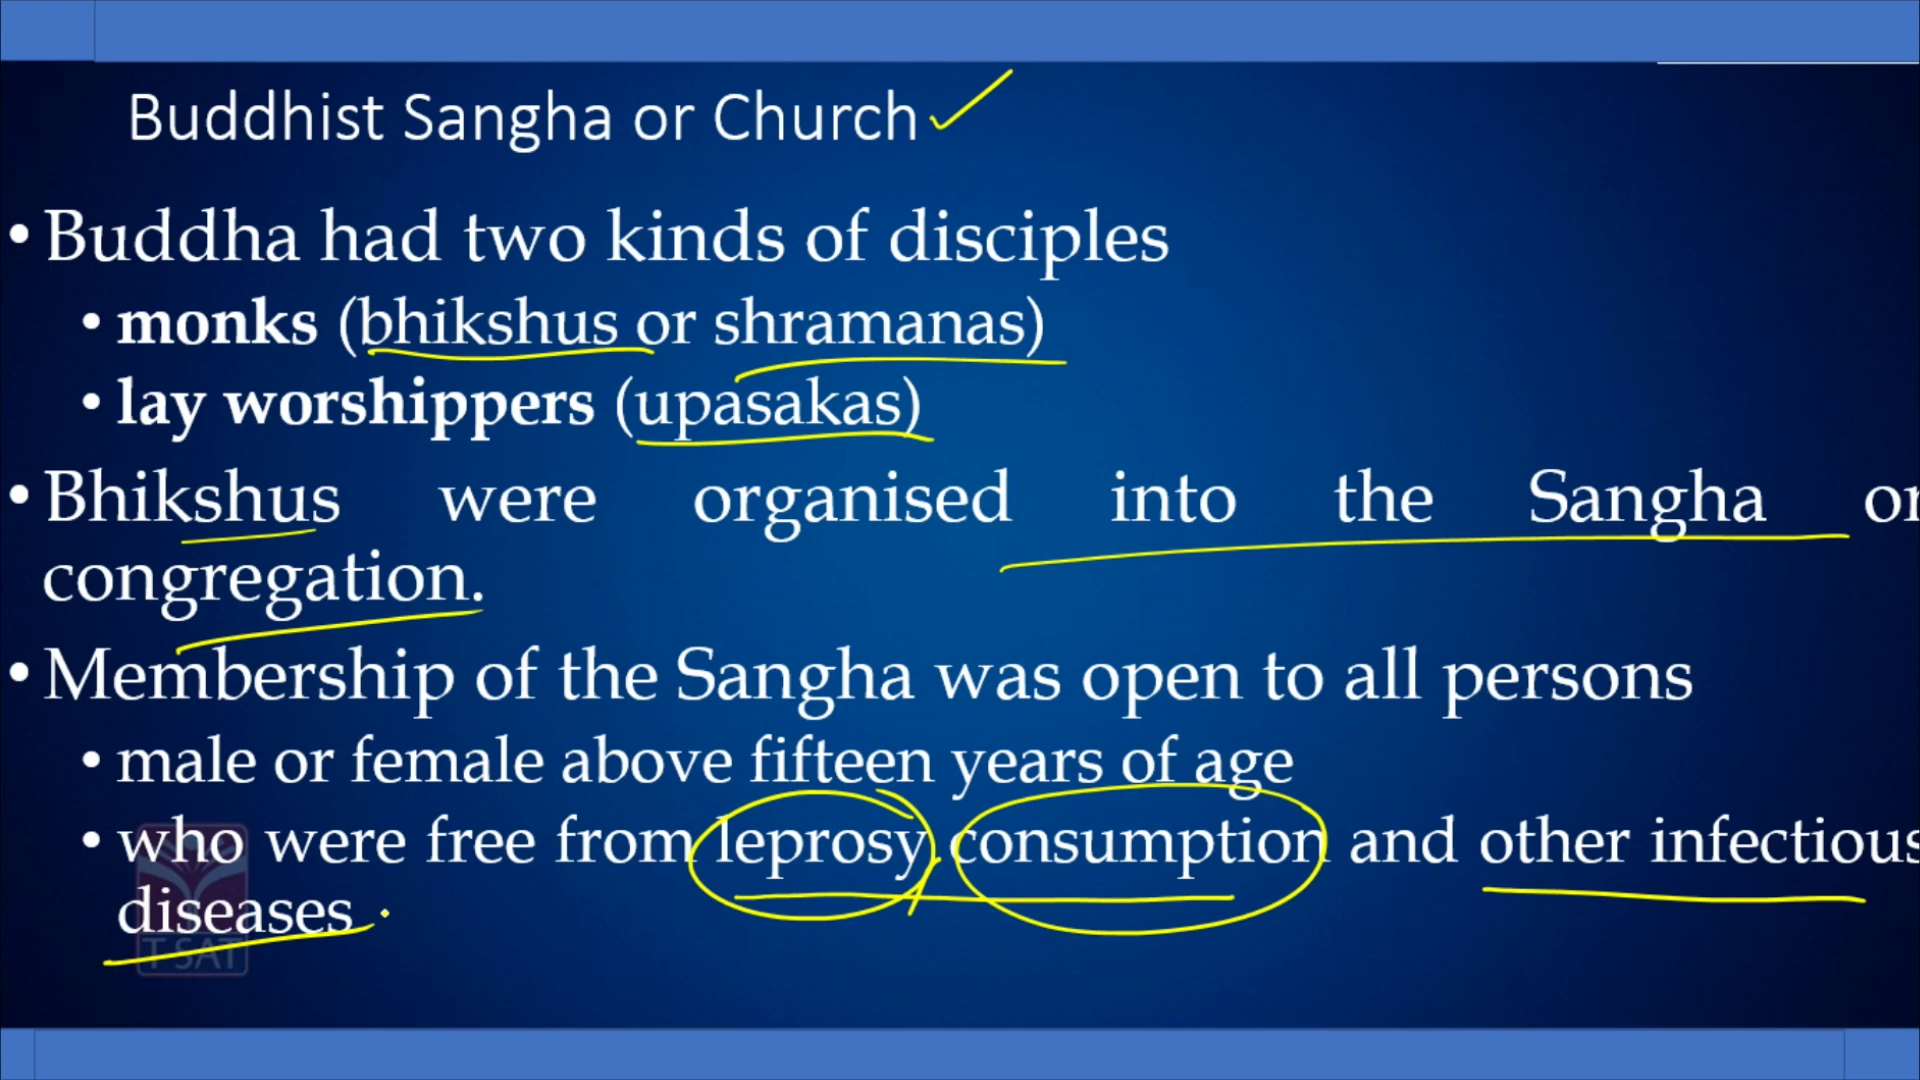 Buddhist Sangha or Church
• Buddha had two kinds of disciples
• monks (bhikshus or shramanas)
• lay worshippers (upasakas)
• Bhikshus were organised into the Sangha or
congregation.
• Membership of the Sangha was open to all persons
• male or female above fifteen years of age
• who were free from leprosy, consumption and other infectious
diseases
T SAT